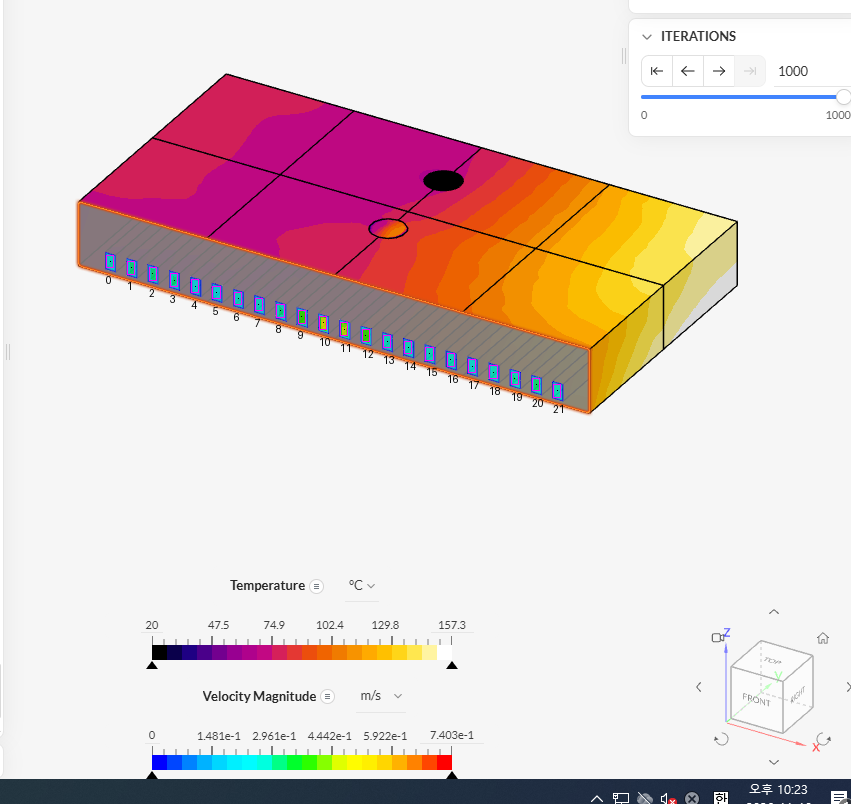 ITERATIONS
1000
0 1000
0
1
2
3
4
5
6
7
8
9
10
11
12
13
14
15
16
17
18
19
20
21
Temperature °C
20 47.5 74.9 102.4 129.8 157.3
Velocity Magnitude m/s
0 1.481e-1 2.961e-1 4.442e-1 5.922e-1 7.403e-1
Z
TOP
Y
FRONT
RIGHT
X
한
오후 10:23